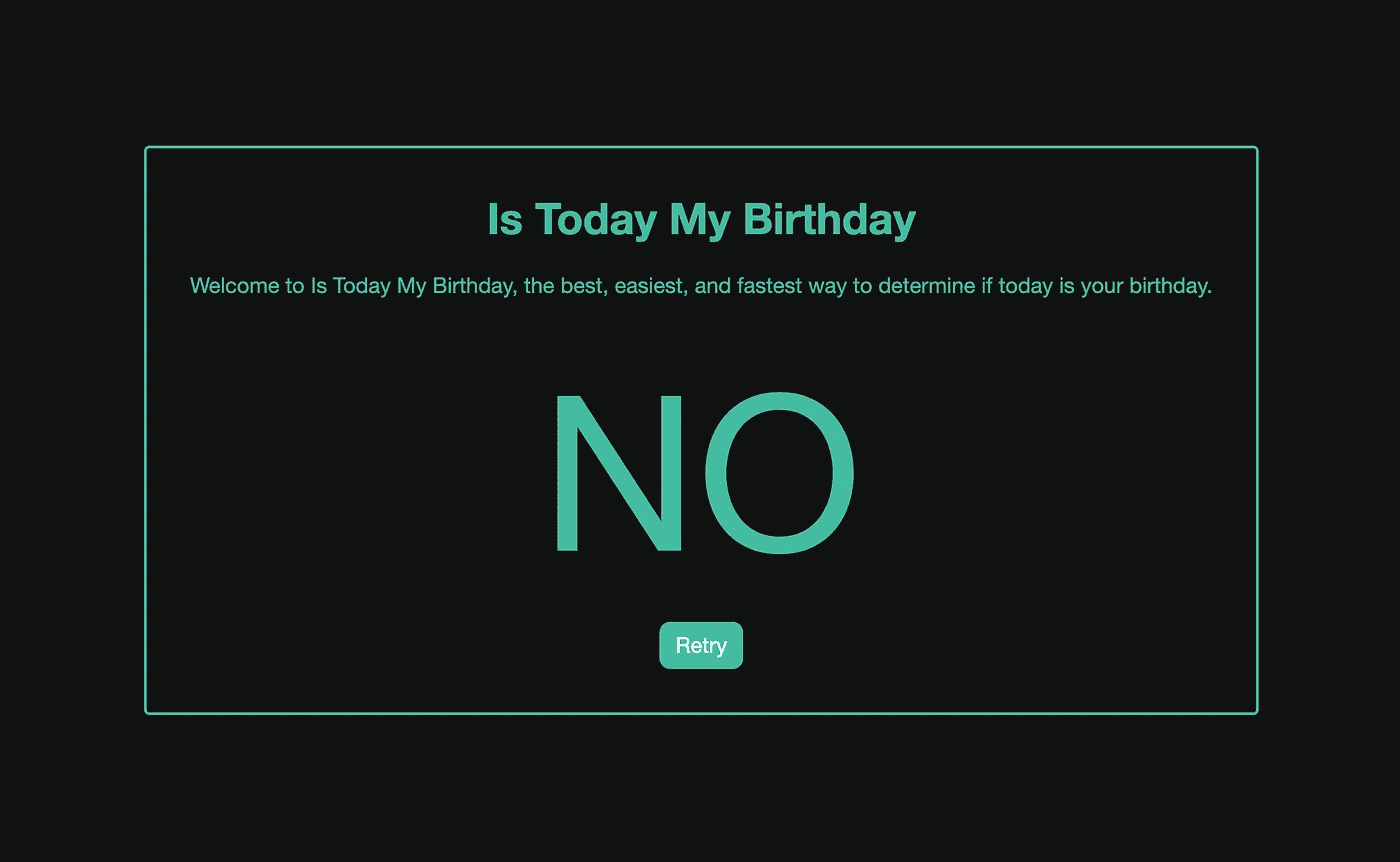 Is Today My Birthday
Welcome to Is Today My Birthday, the best, easiest, and fastest way to determine if today is your birthday.
NO
Retry